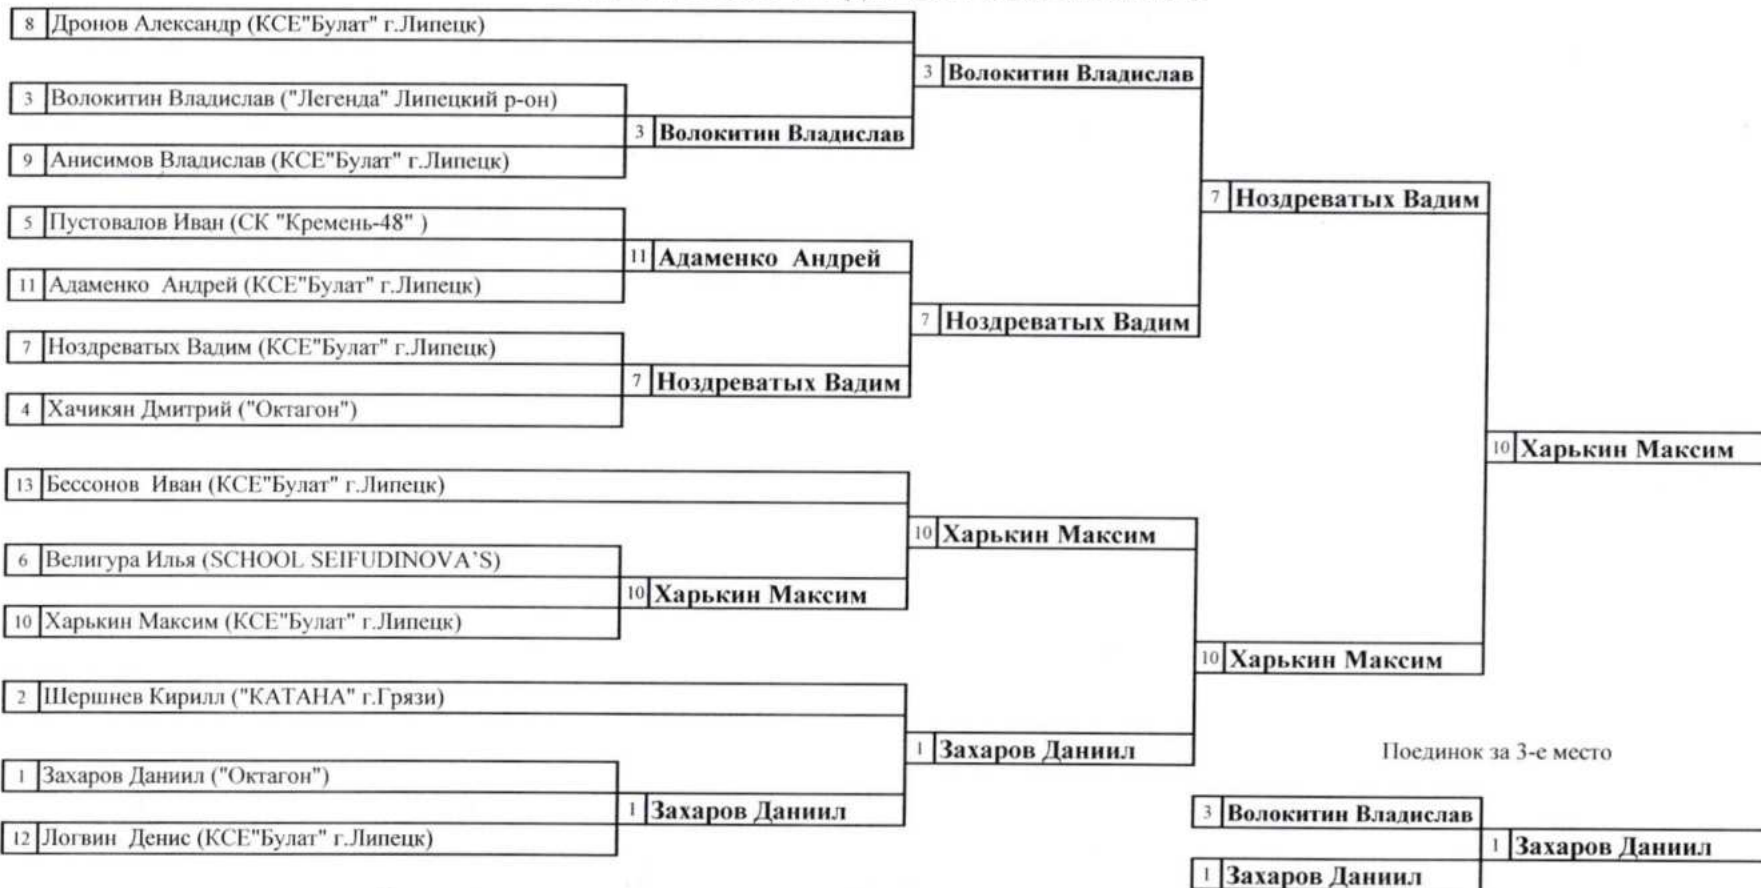 8 Дронов Александр (КСЕ"Булат" г.Липецк)
3 Волокитин Владислав
3 Волокитин Владислав ("Легенда" Липецкий р-он)
3 Волокитин Владислав
9 Анисимов Владислав (КСЕ"Булат" г.Липецк)
7 Ноздреватых Вадим
5 Пустовалов Иван (СК "Кремень-48" )
11 Адаменко Андрей
11 Адаменко Андрей (КСЕ"Булат" г.Липецк)
7 Ноздреватых Вадим
7 Ноздреватых Вадим (КСЕ"Булат" г.Липецк)
7 Ноздреватых Вадим
4 Хачикян Дмитрий ("Октагон")
10 Харькин Максим
13 Бессонов Иван (КСЕ"Булат" г.Липецк)
10 Харькин Максим
6 Велигура Илья (SCHOOL SEIFUDINOVA'S)
10 Харькин Максим
10 Харькин Максим (КСЕ"Булат" г.Липецк)
10 Харькин Максим
2 Шершнев Кирилл ("КАТАНА" г.Грязи)
1 Захаров Даниил
Поединок за 3-е место
1 Захаров Даниил ("Октагон")
1 Захаров Даниил
3 Волокитин Владислав
12 Логвин Денис (КСЕ"Булат" г.Липецк)
1 Захаров Даниил
1 Захаров Даниил